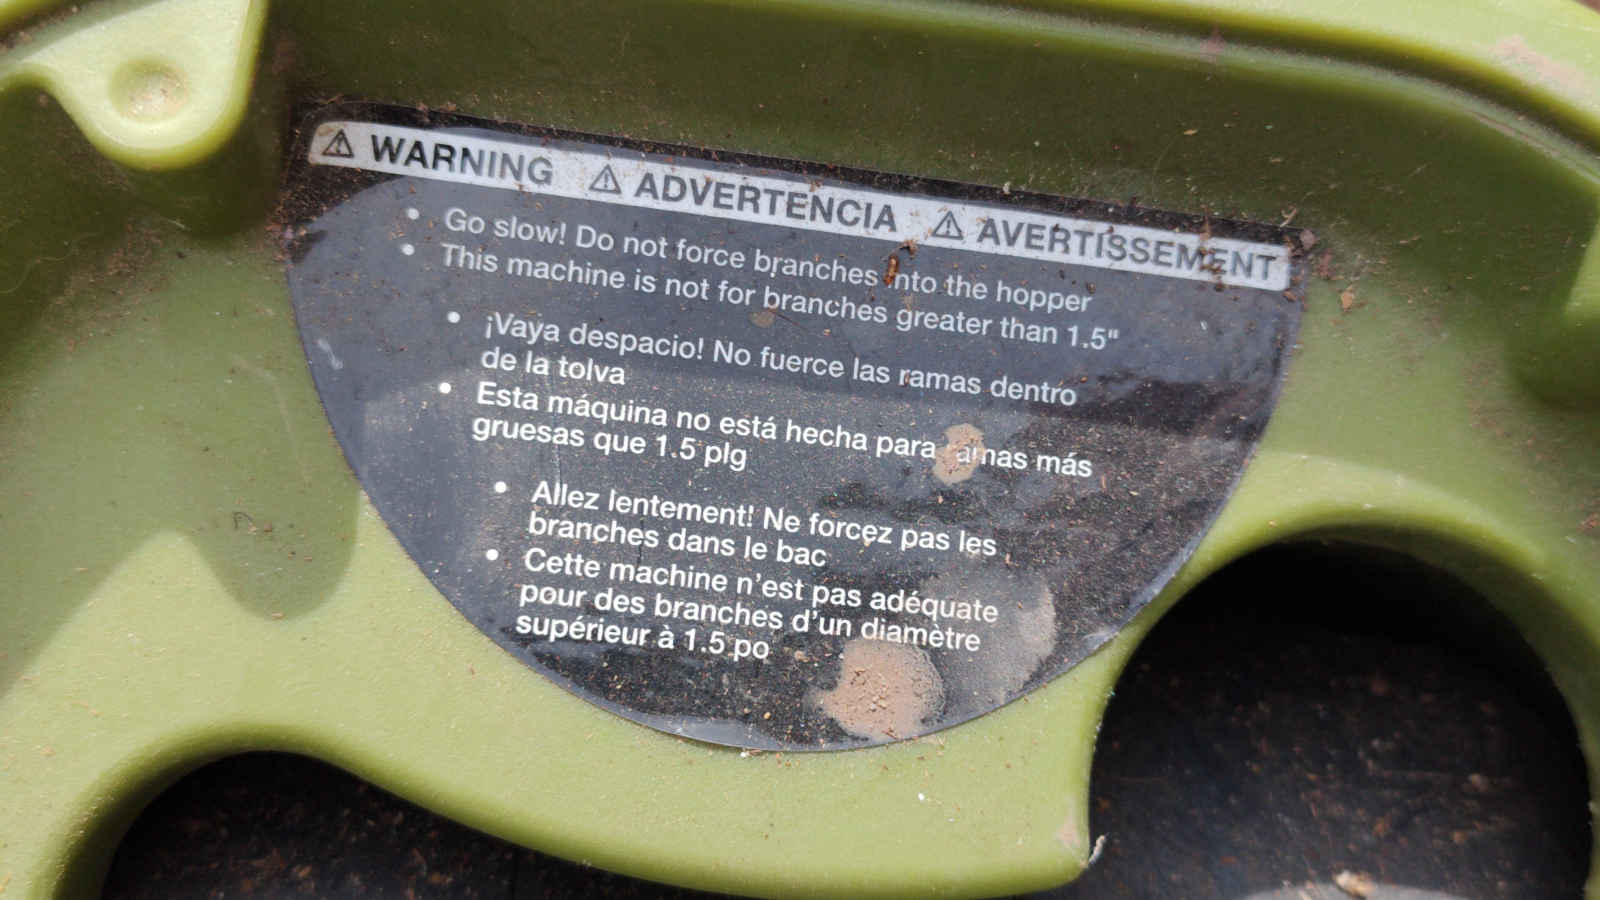 ⚠ WARNING ⚠ ADVERTENCIA ⚠ AVERTISSEMENT
• Go slow! Do not force branches into the hopper
• This machine is not for branches greater than 1.5"
• ¡Vaya despacio! No fuerce las ramas dentro
de la tolva
• Esta máquina no está hecha para ramas más
gruesas que 1.5 plg
• Allez lentement! Ne forcez pas les
branches dans le bac
• Cette machine n'est pas adéquate
pour des branches d'un diamètre
supérieur à 1.5 po